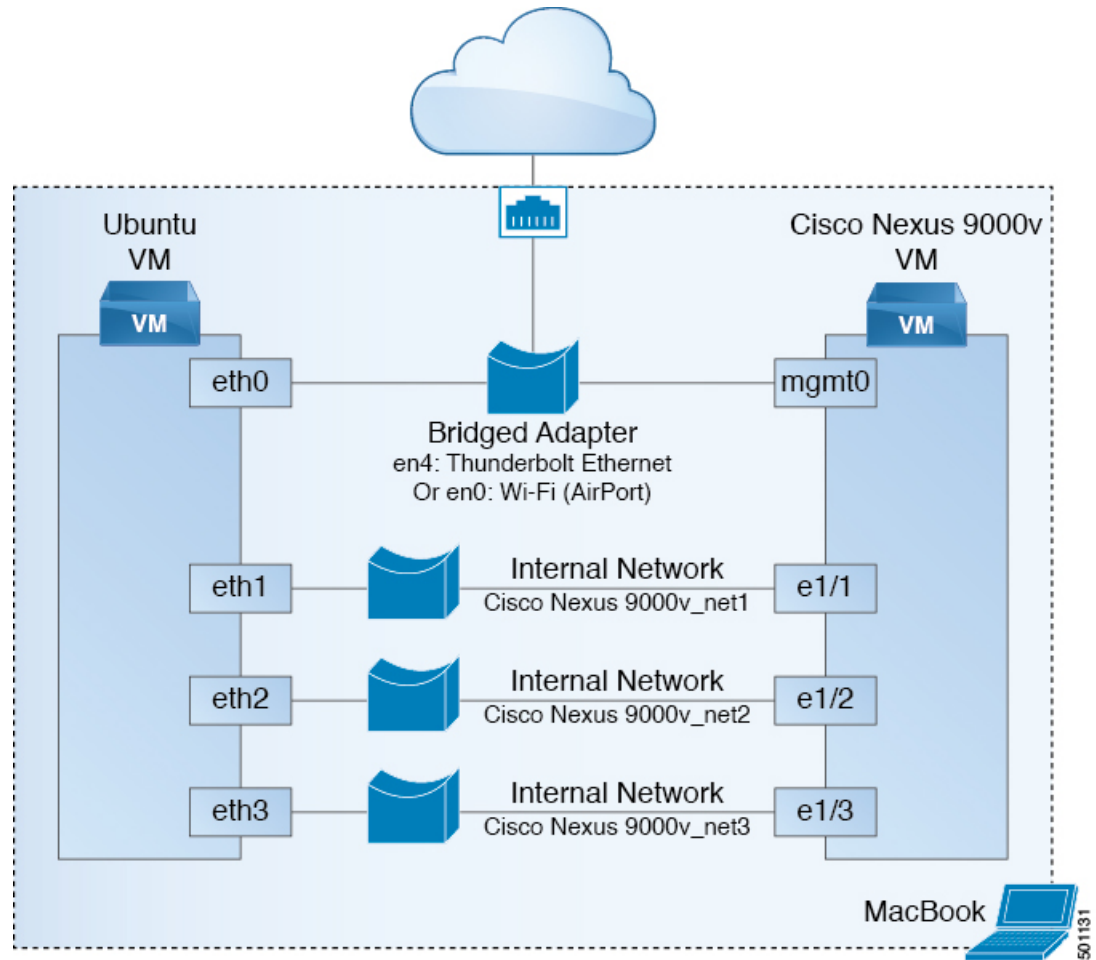 Ubuntu
VM
Cisco Nexus 9000v
VM
VM
VM
eth0
mgmt0
Bridged Adapter
en4: Thunderbolt Ethernet
Or en0: Wi-Fi (AirPort)
eth1
Internal Network
Cisco Nexus 9000v_net1
e1/1
eth2
Internal Network
Cisco Nexus 9000v_net2
e1/2
eth3
Internal Network
Cisco Nexus 9000v_net3
e1/3
MacBook
501131